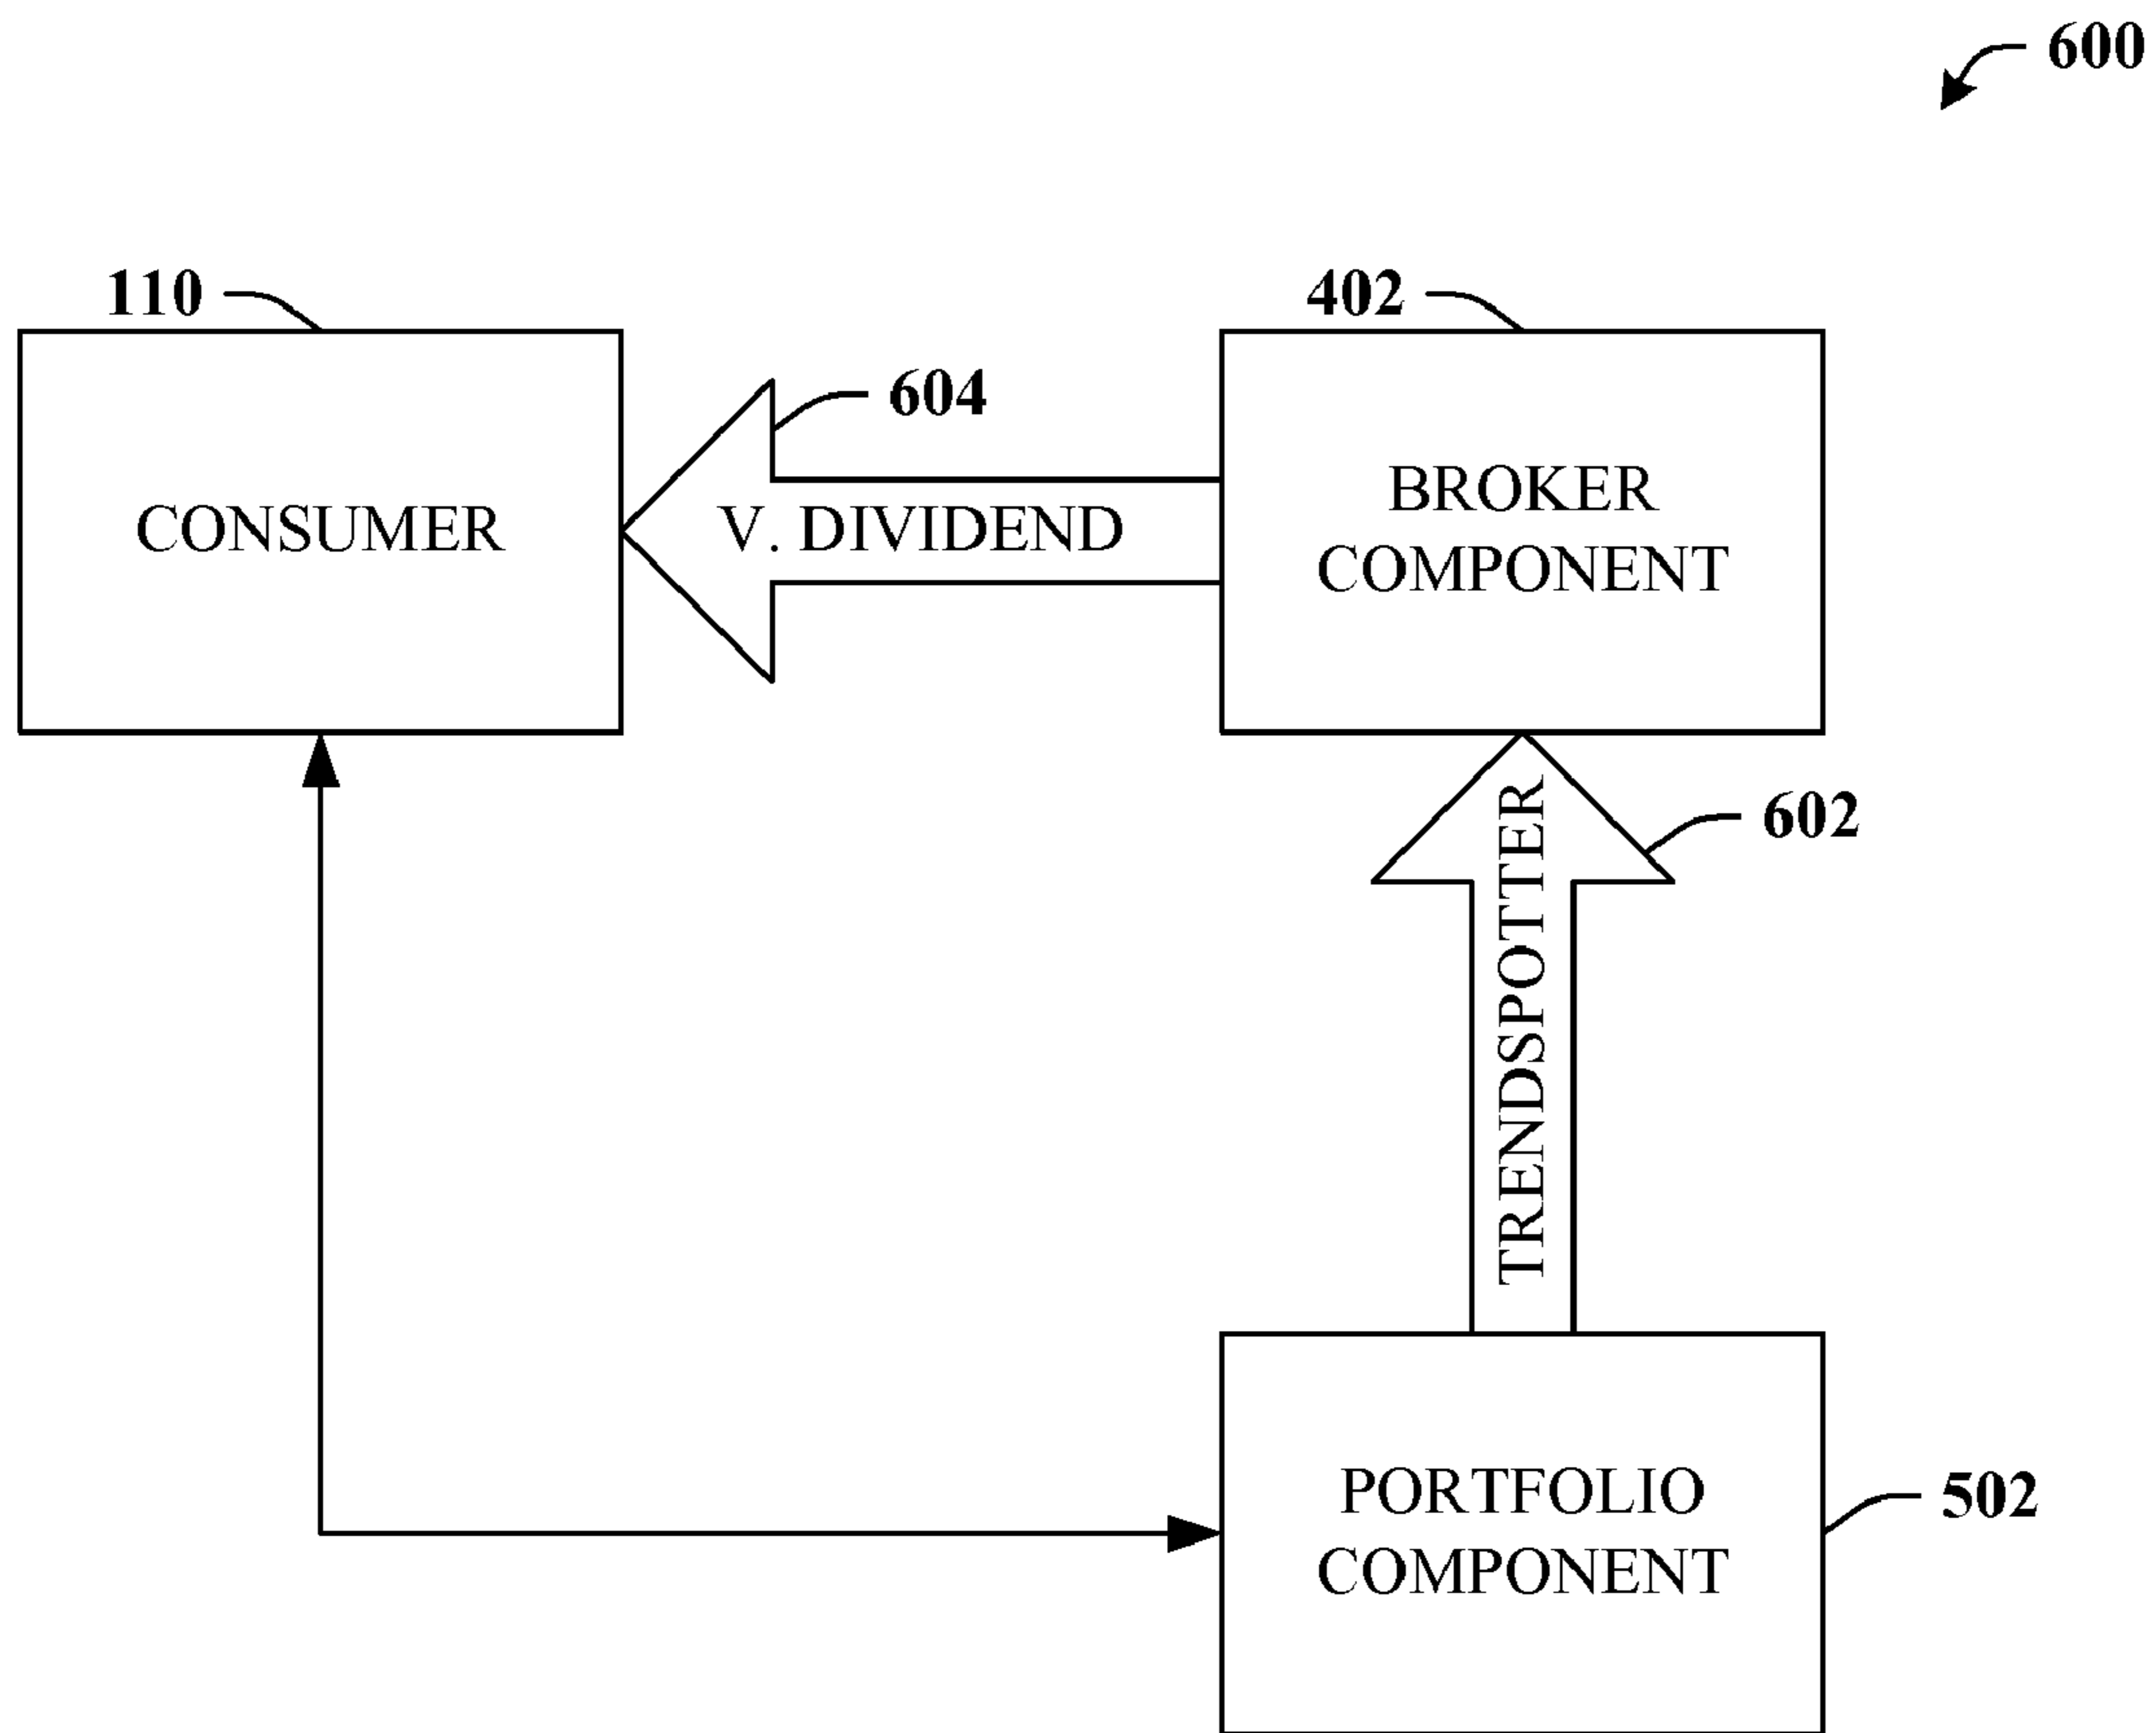 600
110
402
604
CONSUMER
V. DIVIDEND
BROKER
COMPONENT
602
TRENDSPOTTER
PORTFOLIO
COMPONENT
502